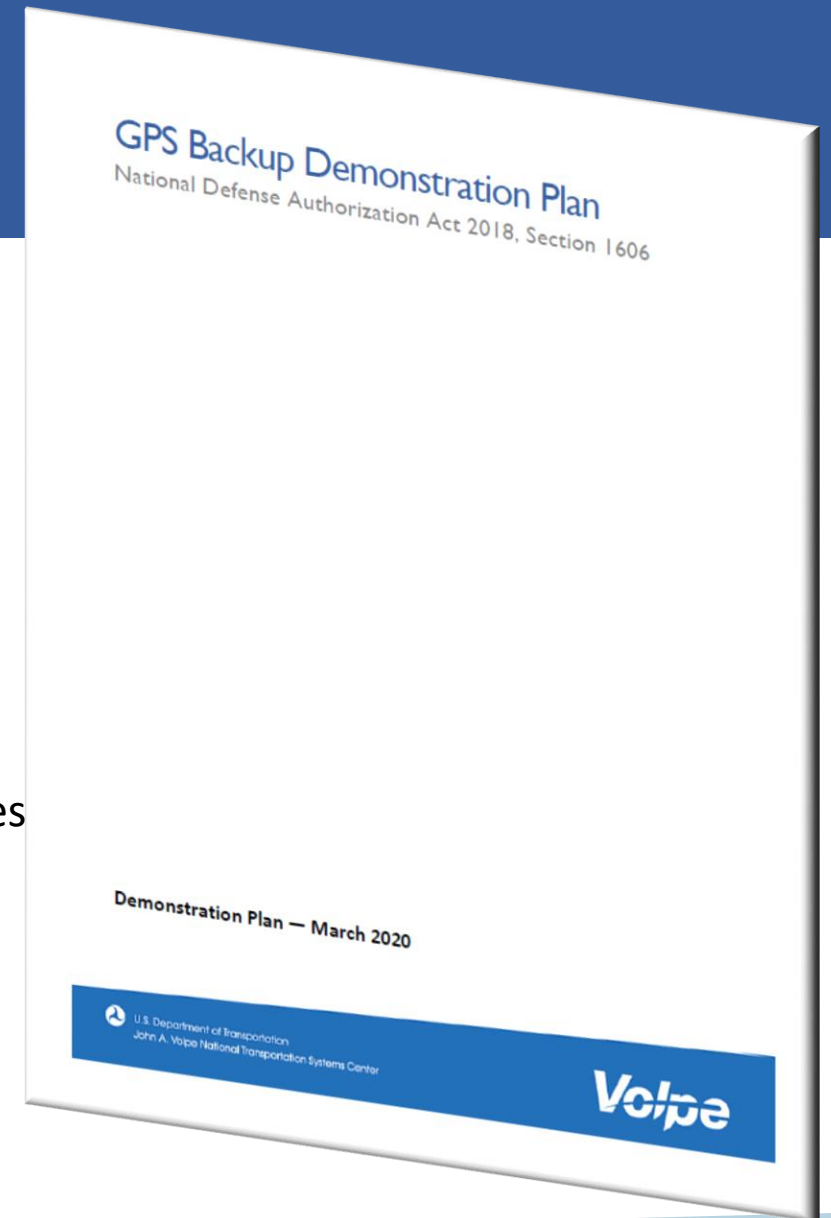 GPS Backup Demonstration Plan
National Defense Authorization Act 2018, Section 1606
es
Demonstration Plan — March 2020
U.S. Department of Transportation
John A. Volpe National Transportation Systems Center
Volpe